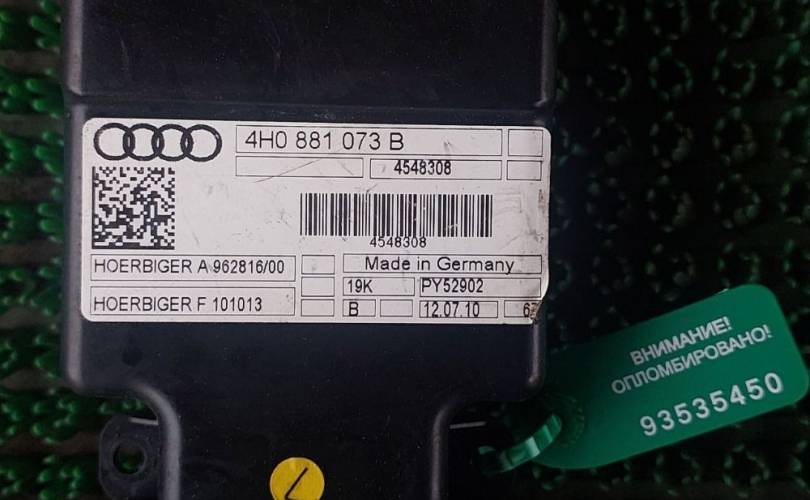 4H0 881 073 B
4548308
4548308
HOERBIGER A 962816/00
Made in Germany
19K PY52902
HOERBIGER F 101013
B 12.07.10
ВНИМАНИЕ!
ОПЛОМБИРОВАНО!
93535450